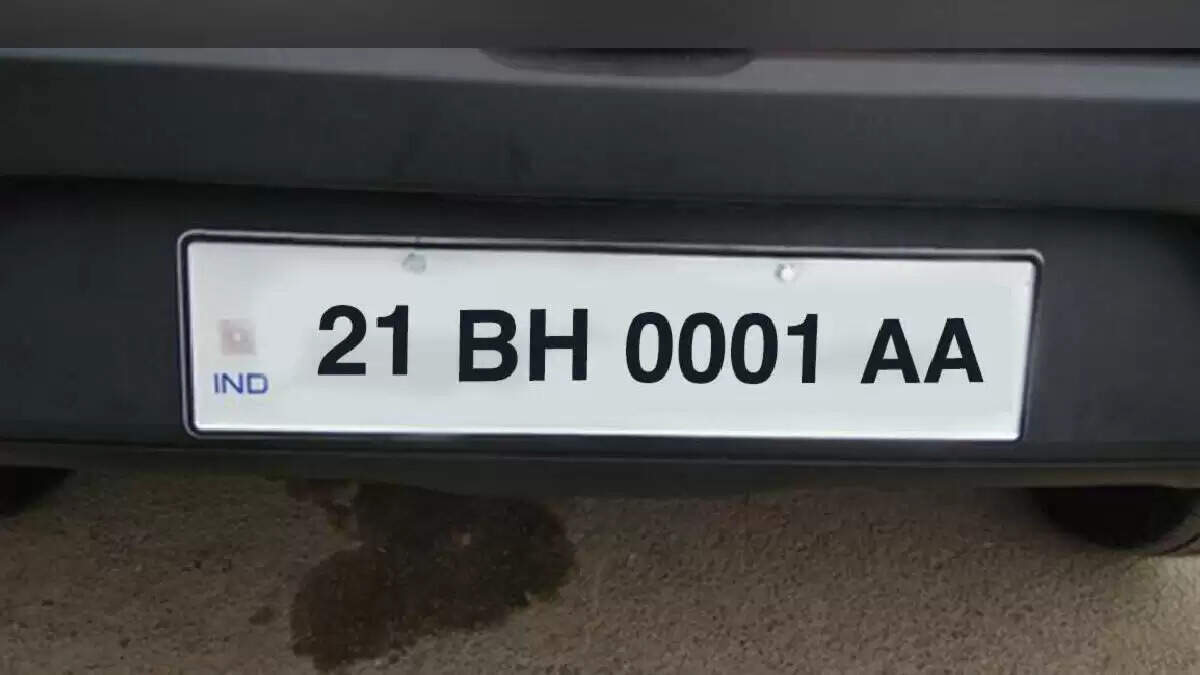 IND
21 BH 0001 AA